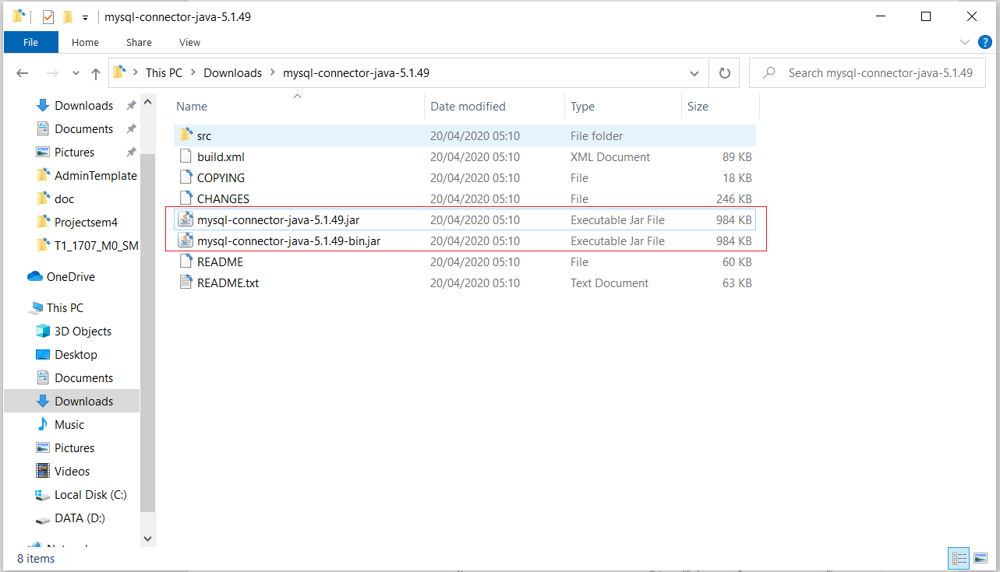 mysql-connector-java-5.1.49
File Home Share View
This PC Downloads mysql-connector-java-5.1.49 Search mysql-connector-java-5.1.49
Downloads
Documents
Pictures
AdminTemplate
doc
Projectsem4
T1_1707_M0_SM
OneDrive
This PC
3D Objects
Desktop
Documents
Downloads
Music
Pictures
Videos
Local Disk (C:)
DATA (D:)
Name Date modified Type Size
src 20/04/2020 05:10 File folder
build.xml 20/04/2020 05:10 XML Document 89 KB
COPYING 20/04/2020 05:10 File 18 KB
CHANGES 20/04/2020 05:10 File 246 KB
mysql-connector-java-5.1.49.jar 20/04/2020 05:10 Executable Jar File 984 KB
mysql-connector-java-5.1.49-bin.jar 20/04/2020 05:10 Executable Jar File 984 KB
README 20/04/2020 05:10 File 60 KB
README.txt 20/04/2020 05:10 Text Document 63 KB
8 items